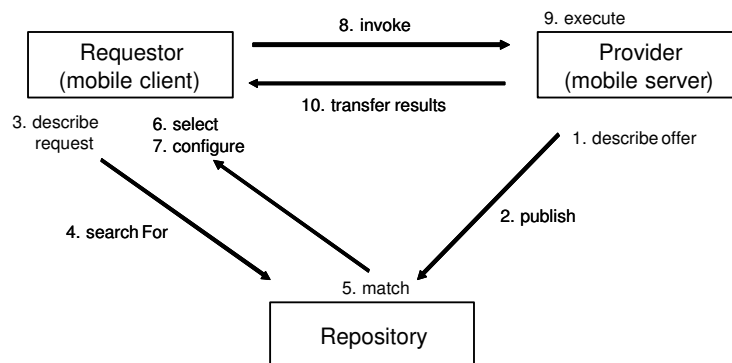 9. execute
8. invoke
Requestor
(mobile client)
Provider
(mobile server)
10. transfer results
3. describe
request
6. select
7. configure
1. describe offer
2. publish
4. search For
5. match
Repository